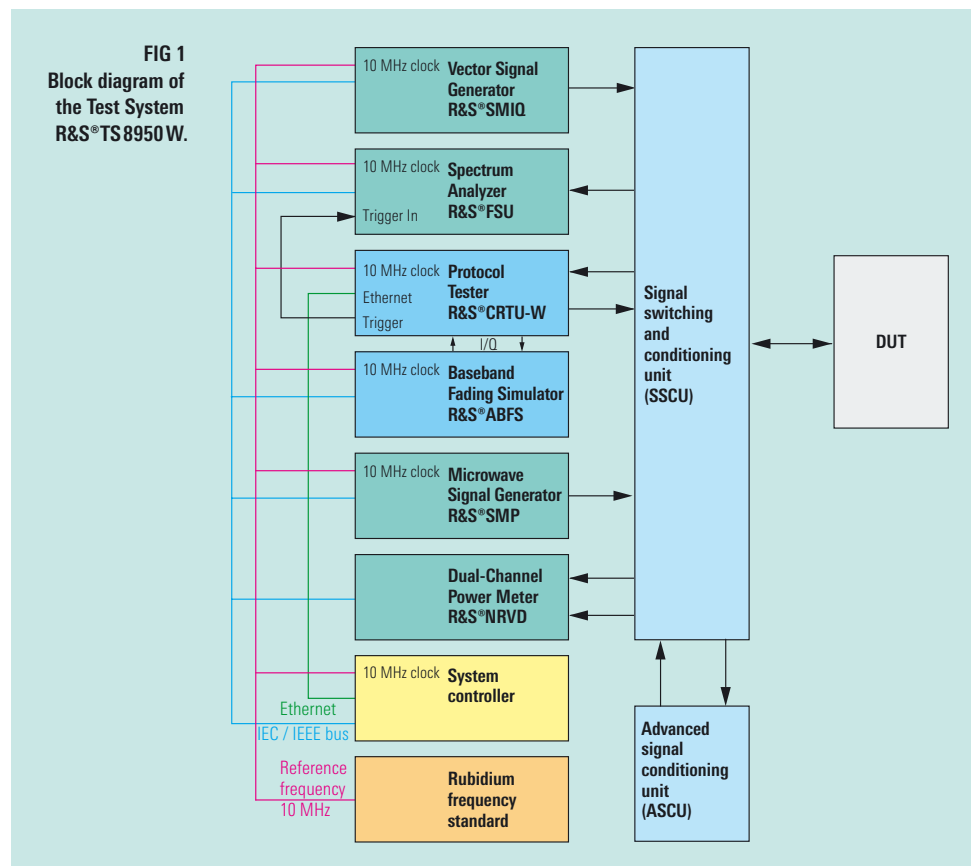 FIG 1
Block diagram of
the Test System
R&S®TS 8950 W.
10 MHz clock
Vector Signal
Generator
R&S®SMIQ
10 MHz clock
Spectrum
Analyzer
R&S®FSU
Trigger In
10 MHz clock
Protocol
Tester
R&S®CRTU-W
Ethernet
Trigger
I/Q
10 MHz clock
Baseband
Fading Simulator
R&S®ABFS
10 MHz clock
Microwave
Signal Generator
R&S®SMP
Dual-Channel
Power Meter
R&S®NRVD
10 MHz clock
System
controller
Ethernet
IEC / IEEE bus
Reference
frequency
10 MHz
Rubidium
frequency
standard
Signal
switching
and
conditioning
unit
(SSCU)
DUT
Advanced
signal
conditioning
unit
(ASCU)